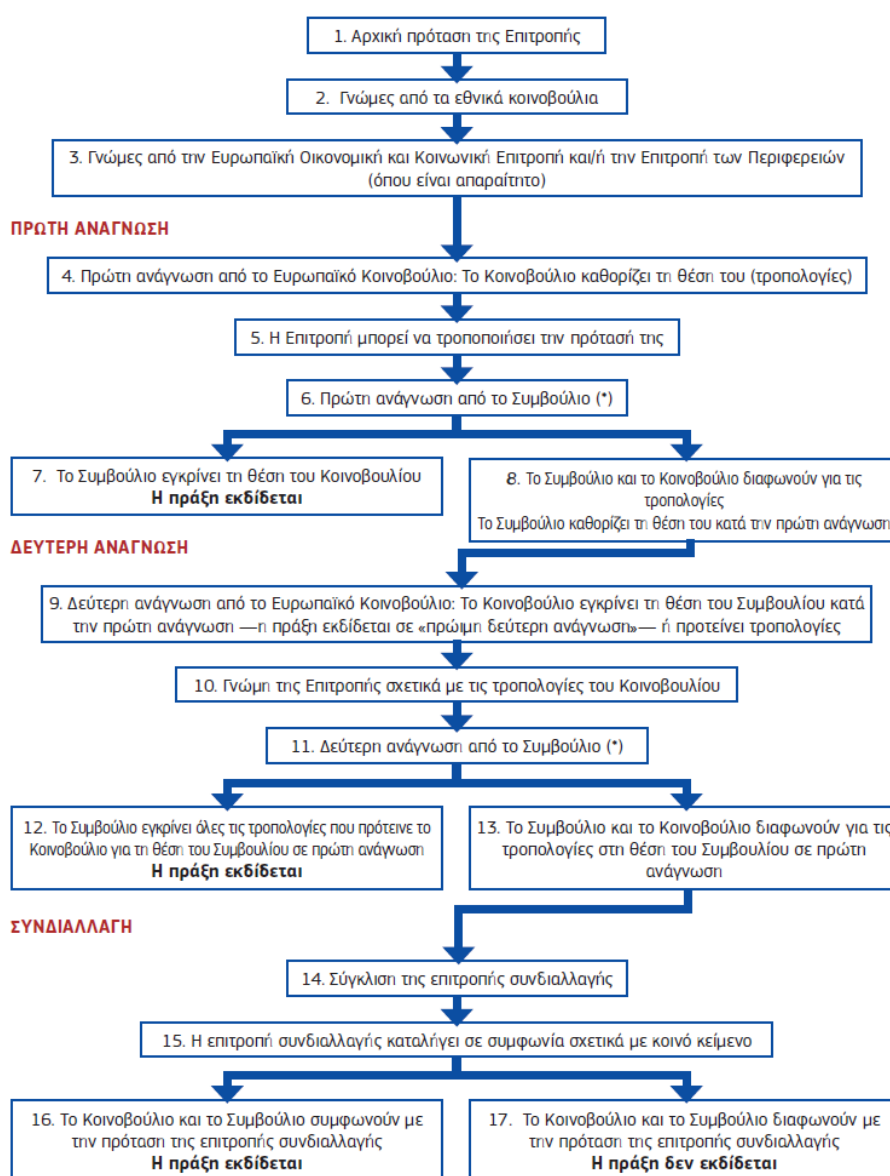 1. Αρχική πρόταση της Επιτροπής
2. Γνώμες από τα εθνικά κοινοβούλια
3. Γνώμες από την Ευρωπαϊκή Οικονομική και Κοινωνική Επιτροπή και/ή την Επιτροπή των Περιφερειών
(όπου είναι απαραίτητο)
ΠΡΩΤΗ ΑΝΑΓΝΩΣΗ
4. Πρώτη ανάγνωση από το Ευρωπαϊκό Κοινοβούλιο: Το Κοινοβούλιο καθορίζει τη θέση του (τροπολογίες)
5. Η Επιτροπή μπορεί να τροποποιήσει την πρότασή της
6. Πρώτη ανάγνωση από το Συμβούλιο (*)
7. Το Συμβούλιο εγκρίνει τη θέση του Κοινοβουλίου
Η πράξη εκδίδεται
8. Το Συμβούλιο και το Κοινοβούλιο διαφωνούν για τις
τροπολογίες
Το Συμβούλιο καθορίζει τη θέση του κατά την πρώτη ανάγνωση
ΔΕΥΤΕΡΗ ΑΝΑΓΝΩΣΗ
9. Δεύτερη ανάγνωση από το Ευρωπαϊκό Κοινοβούλιο: Το Κοινοβούλιο εγκρίνει τη θέση του Συμβουλίου κατά
την πρώτη ανάγνωση —η πράξη εκδίδεται σε «πρώιμη δεύτερη ανάγνωση»— ή προτείνει τροπολογίες
10. Γνώμη της Επιτροπής σχετικά με τις τροπολογίες του Κοινοβουλίου
11. Δεύτερη ανάγνωση από το Συμβούλιο (*)
12. Το Συμβούλιο εγκρίνει όλες τις τροπολογίες που πρότεινε το
Κοινοβούλιο για τη θέση του Συμβουλίου σε πρώτη ανάγνωση
Η πράξη εκδίδεται
13. Το Συμβούλιο και το Κοινοβούλιο διαφωνούν για τις
τροπολογίες στη θέση του Συμβουλίου σε πρώτη
ανάγνωση
ΣΥΝΔΙΑΛΛΑΓΗ
14. Σύγκλιση της επιτροπής συνδιαλλαγής
15. Η επιτροπή συνδιαλλαγής καταλήγει σε συμφωνία σχετικά με κοινό κείμενο
16. Το Κοινοβούλιο και το Συμβούλιο συμφωνούν με
την πρόταση της επιτροπής συνδιαλλαγής
Η πράξη εκδίδεται
17. Το Κοινοβούλιο και το Συμβούλιο διαφωνούν με
την πρόταση της επιτροπής συνδιαλλαγής
Η πράξη δεν εκδίδεται